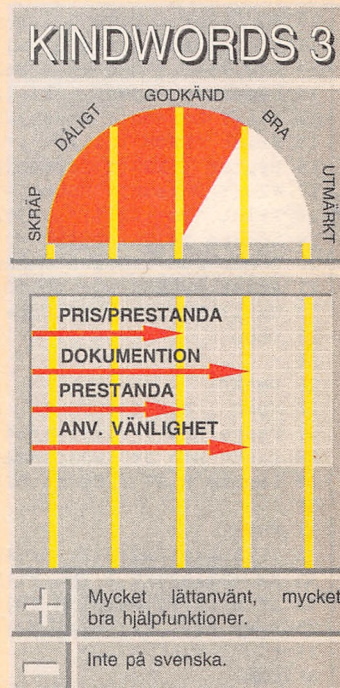 KINDWORDS 3
SKRÄP
DÅLIGT
GODKÄND
BRA
UTMÄRKT
PRIS/PRESTANDA
DOKUMENTION
PRESTANDA
ANV. VÄNLIGHET
+
Mycket lättanvänt, mycket
bra hjälpfunktioner.
−
Inte på svenska.